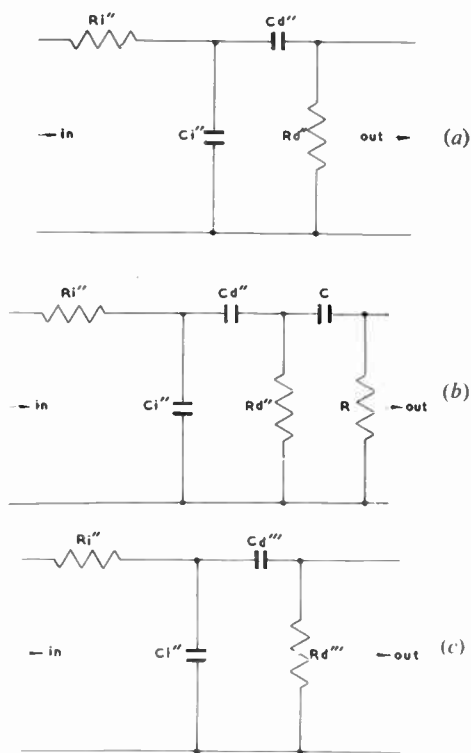 Ri″ Cd″
← in Ci″ Rd″ out → (a)
Ri″ Cd″ C
← in Ci″ Rd″ R ← out (b)
Ri″ Cd‴
← in Ci″ Rd‴ ← out (c)